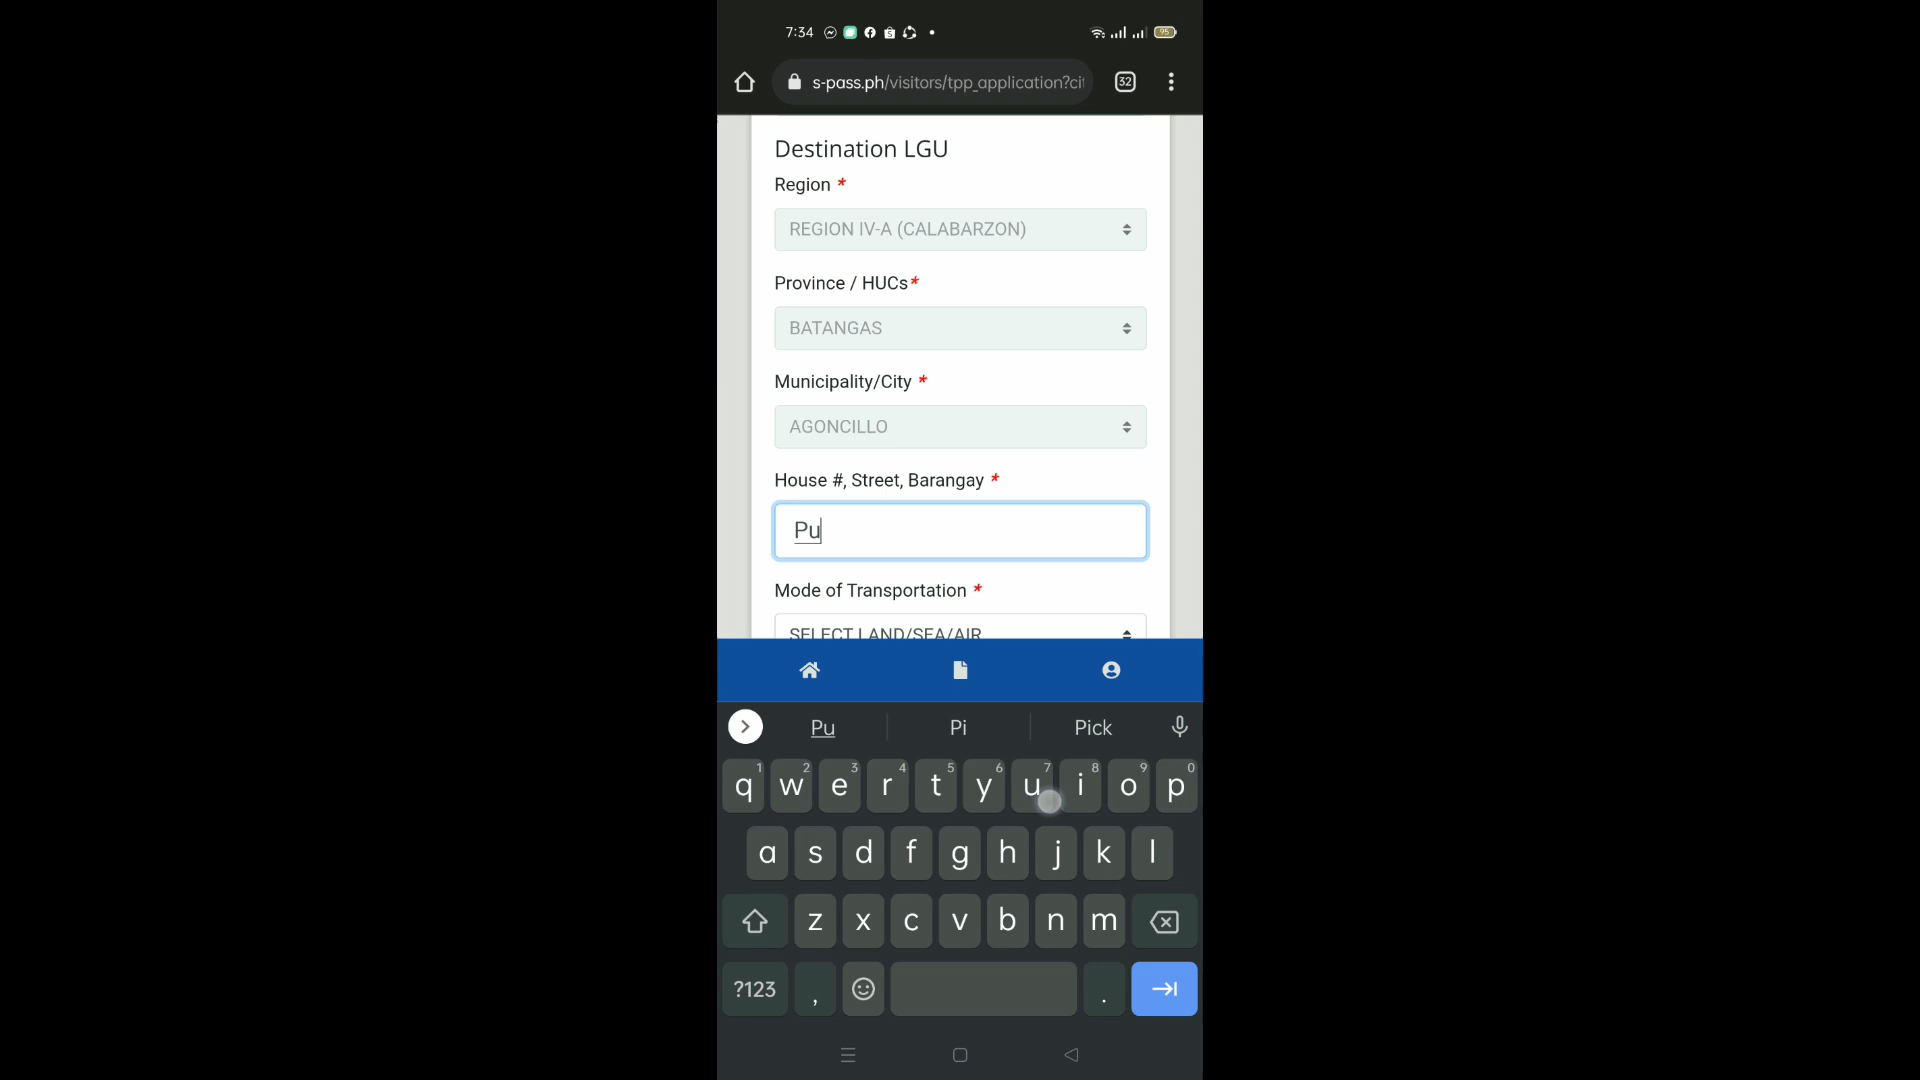 7:34
95
s-pass.ph/visitors/tpp_application?ci
32
Destination LGU
Region *
REGION IV-A (CALABARZON)
Province / HUCs*
BATANGAS
Municipality/City *
AGONCILLO
House #, Street, Barangay *
Pu
Mode of Transportation *
SELECT LAND/SEA/AIR
Pu Pi Pick
1 2 3 4 5 6 7 8 9 0
q w e r t y u i o p
a s d f g h j k l
z x c v b n m
?123 , .